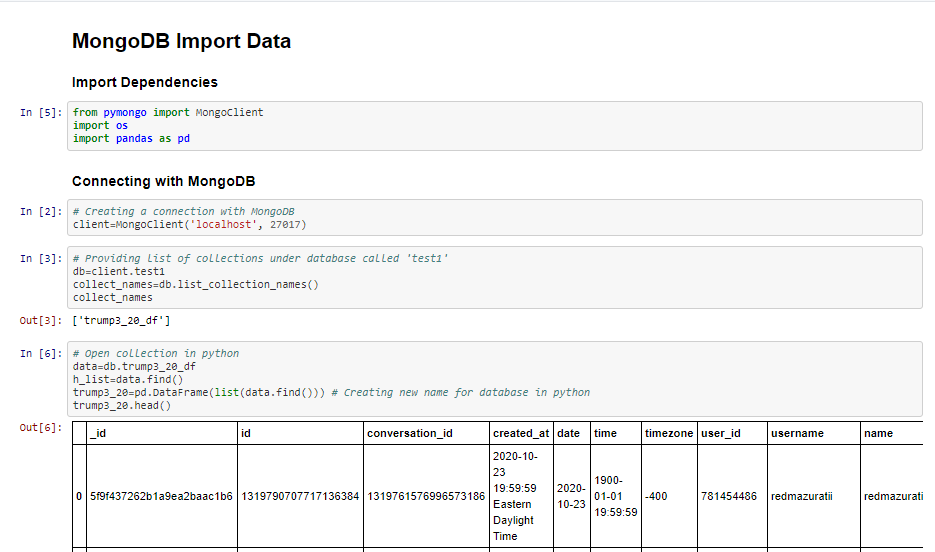 MongoDB Import Data
Import Dependencies
In [5]:
from pymongo import MongoClient
import os
import pandas as pd
Connecting with MongoDB
In [2]:
# Creating a connection with MongoDB
client=MongoClient('localhost', 27017)
In [3]:
# Providing list of collections under database called 'test1'
db=client.test1
collect_names=db.list_collection_names()
collect_names
Out[3]: ['trump3_20_df']
In [6]:
# Open collection in python
data=db.trump3_20_df
h_list=data.find()
trump3_20=pd.DataFrame(list(data.find())) # Creating new name for database in python
trump3_20.head()
Out[6]:
_id id conversation_id created_at date time timezone user_id username name
0 5f9f437262b1a9ea2baac1b6 1319790707717136384 1319761576996573186 2020-10-
23
19:59:59
Eastern
Daylight
Time
2020-
10-23
1900-
01-01
19:59:59
-400 781454486 redmazuratii redmazurati